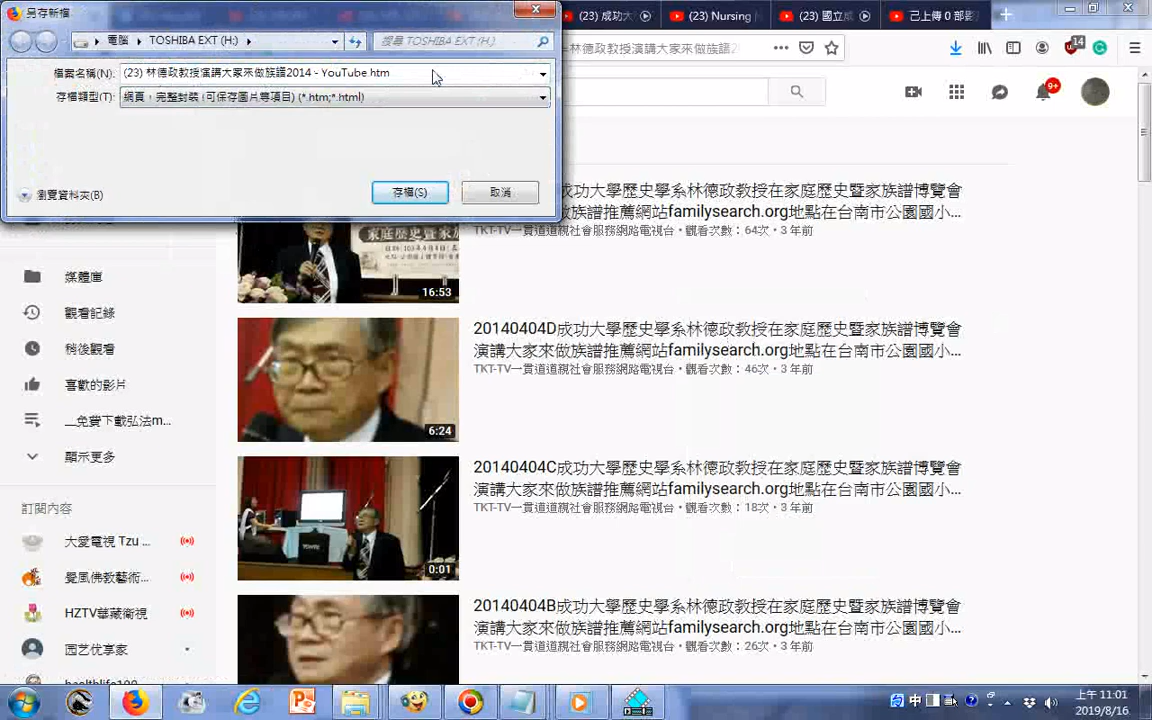 另存新檔
電腦 TOSHIBA EXT (H:)
搜尋 TOSHIBA EXT (H:)
檔案名稱(N): (23) 林德政教授演講大家來做族譜2014 - YouTube htm
存檔類型(T): 網頁，完整封裝 (可保存圖片等項目) (*.htm;*.html)
瀏覽資料夾(B)
存檔(S)
取消
(23) 成功大
(23) Nursing
(23) 國立成
己上傳 0 部影
=林德政教授演講大家來做族譜2
14
9+
成功大學歷史學系林德政教授在家庭歷史暨家族譜博覽會
族譜推薦網站familysearch.org地點在台南市公園國小...
TKT-TV一貫道道親社會服務網路電視台・觀看次數：64次・3 年前
16:53
20140404D成功大學歷史學系林德政教授在家庭歷史暨家族譜博覽會
演講大家來做族譜推薦網站familysearch.org地點在台南市公園國小...
TKT-TV一貫道道親社會服務網路電視台・觀看次數：46次・3 年前
6:24
20140404C成功大學歷史學系林德政教授在家庭歷史暨家族譜博覽會
演講大家來做族譜推薦網站familysearch.org地點在台南市公園國小...
TKT-TV一貫道道親社會服務網路電視台・觀看次數：18次・3 年前
0:01
20140404B成功大學歷史學系林德政教授在家庭歷史暨家族譜博覽會
演講大家來做族譜推薦網站familysearch.org地點在台南市公園國小...
TKT-TV一貫道道親社會服務網路電視台・觀看次數：26次・3 年前
媒體庫
觀看記錄
稍後觀看
喜歡的影片
__免費下載弘法m...
顯示更多
訂閱內容
大愛電視 Tzu ...
覺風佛教藝術...
HZTV華藏衛視
园艺优享家
healthlife100
中
上午 11:01
2019/8/16